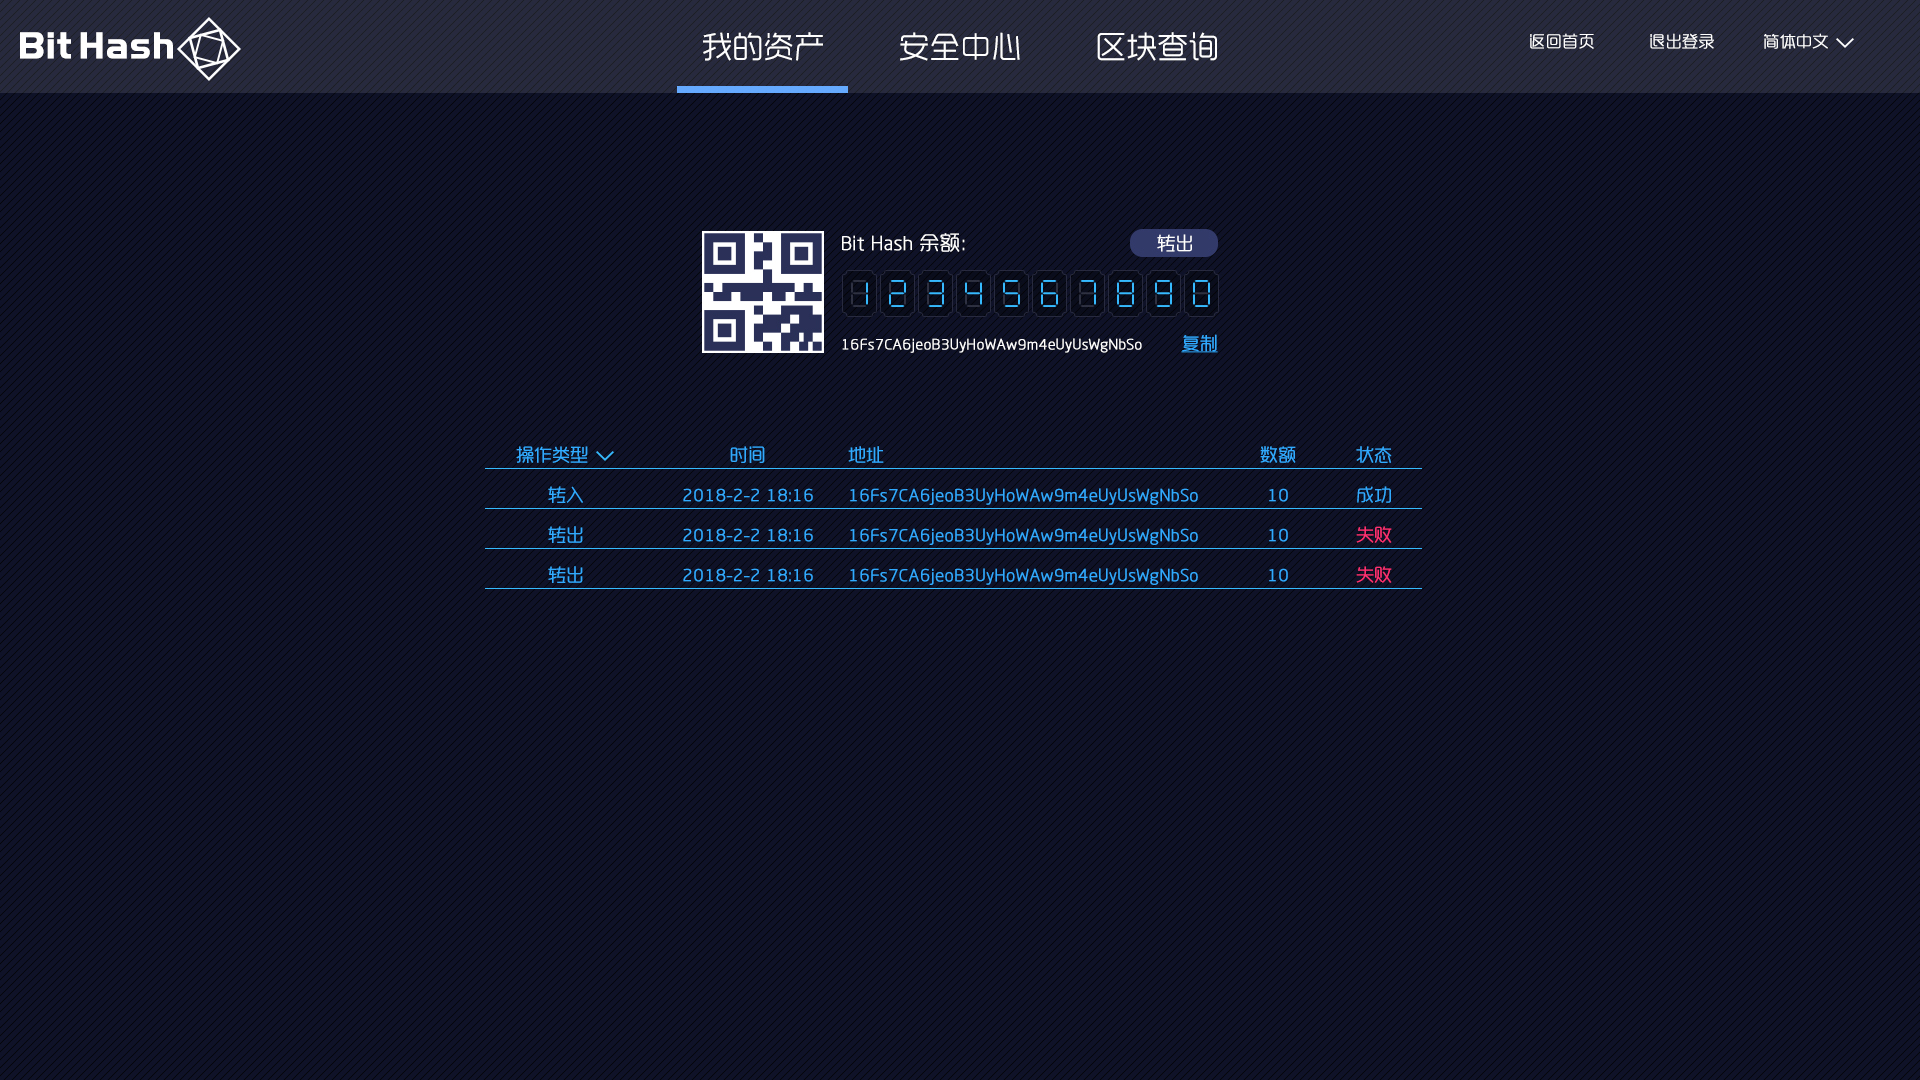 Bit Hash
我的资产 安全中心 区块查询 返回首页 退出登录 简体中文
Bit Hash 余额: 转出
1234567890
16Fs7CA6jeoB3UyHoWAw9m4eUyUsWgNbSo 复制
操作类型 时间 地址 数额 状态
转入 2018-2-2 18:16 16Fs7CA6jeoB3UyHoWAw9m4eUyUsWgNbSo 10 成功
转出 2018-2-2 18:16 16Fs7CA6jeoB3UyHoWAw9m4eUyUsWgNbSo 10 失败
转出 2018-2-2 18:16 16Fs7CA6jeoB3UyHoWAw9m4eUyUsWgNbSo 10 失败